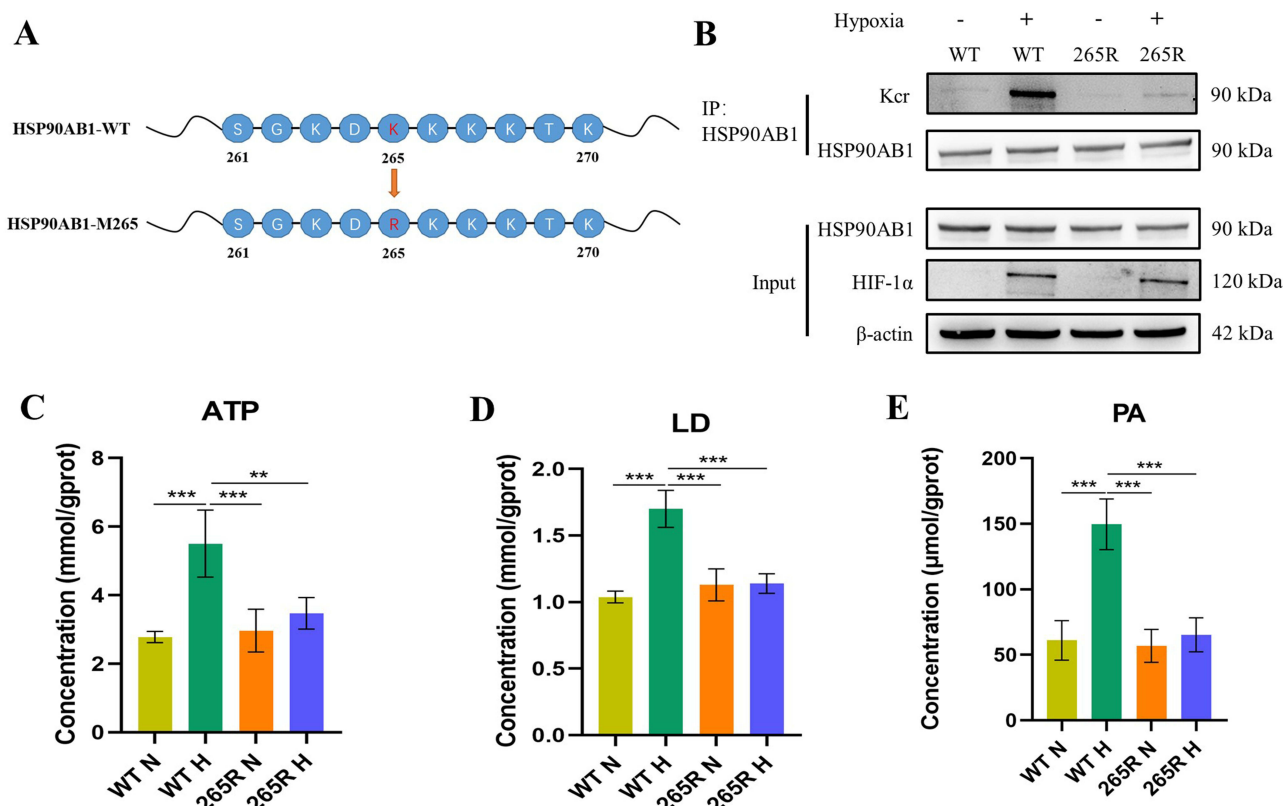 A
HSP90AB1-WT
S G K D K K K K T K
261 265 270
HSP90AB1-M265
S G K D R K K K T K
261 265 270
B
Hypoxia - + - +
WT WT 265R 265R
IP:
HSP90AB1
Kcr 90 kDa
HSP90AB1 90 kDa
Input
HSP90AB1 90 kDa
HIF-1α 120 kDa
β-actin 42 kDa
C
ATP
Concentration (mmol/gprot)
8
6
4
2
0
*** *** **
WT N WT H 265R N 265R H
D
LD
Concentration (mmol/gprot)
2.0
1.5
1.0
0.5
0.0
*** *** ***
WT N WT H 265R N 265R H
E
PA
Concentration (μmol/gprot)
200
150
100
50
0
*** *** ***
WT N WT H 265R N 265R H